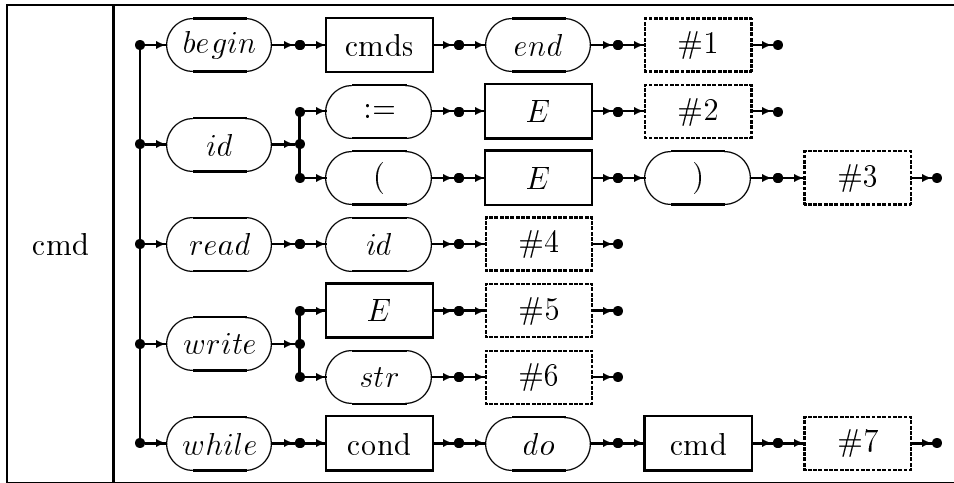 begin cmds end #1
:= E #2
id
( E ) #3
cmd read id #4
E #5
write
str #6
while cond do cmd #7